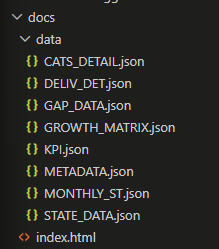 docs
data
{} CATS_DETAIL.json
{} DELIV_DET.json
{} GAP_DATA.json
{} GROWTH_MATRIX.json
{} KPI.json
{} METADATA.json
{} MONTHLY_ST.json
{} STATE_DATA.json
<> index.html